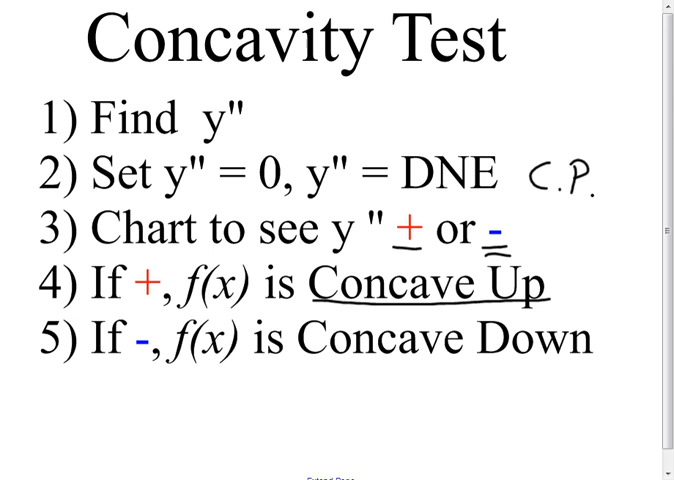 Concavity Test
1) Find y"
2) Set y" = 0, y" = DNE C.P.
3) Chart to see y " + or -
4) If +, f(x) is Concave Up
5) If -, f(x) is Concave Down